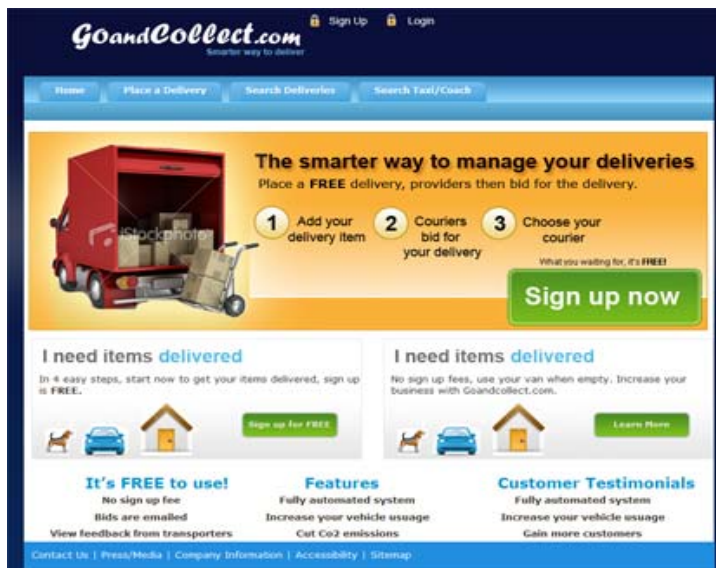 Sign Up
Login
GoandCollect.com
Smarter way to deliver
Home
Place a Delivery
Search Deliveries
Search Taxi/Coach
The smarter way to manage your deliveries
Place a FREE delivery, providers then bid for the delivery.
1 Add your
delivery item
2 Couriers
bid for
your delivery
3 Choose your
courier
iStockphoto
What you waiting for, it's FREE!
Sign up now
I need items delivered
In 4 easy steps, start now to get your items delivered, sign up
is FREE.
Sign up for FREE
I need items delivered
No sign up fees, use your van when empty. Increase your
business with Goandcollect.com.
Learn More
It's FREE to use!
No sign up fee
Bids are emailed
View feedback from transporters
Features
Fully automated system
Increase your vehicle usuage
Cut Co2 emissions
Customer Testimonials
Fully automated system
Increase your vehicle usuage
Gain more customers
Contact Us | Press/Media | Company Information | Accessibility | Sitemap